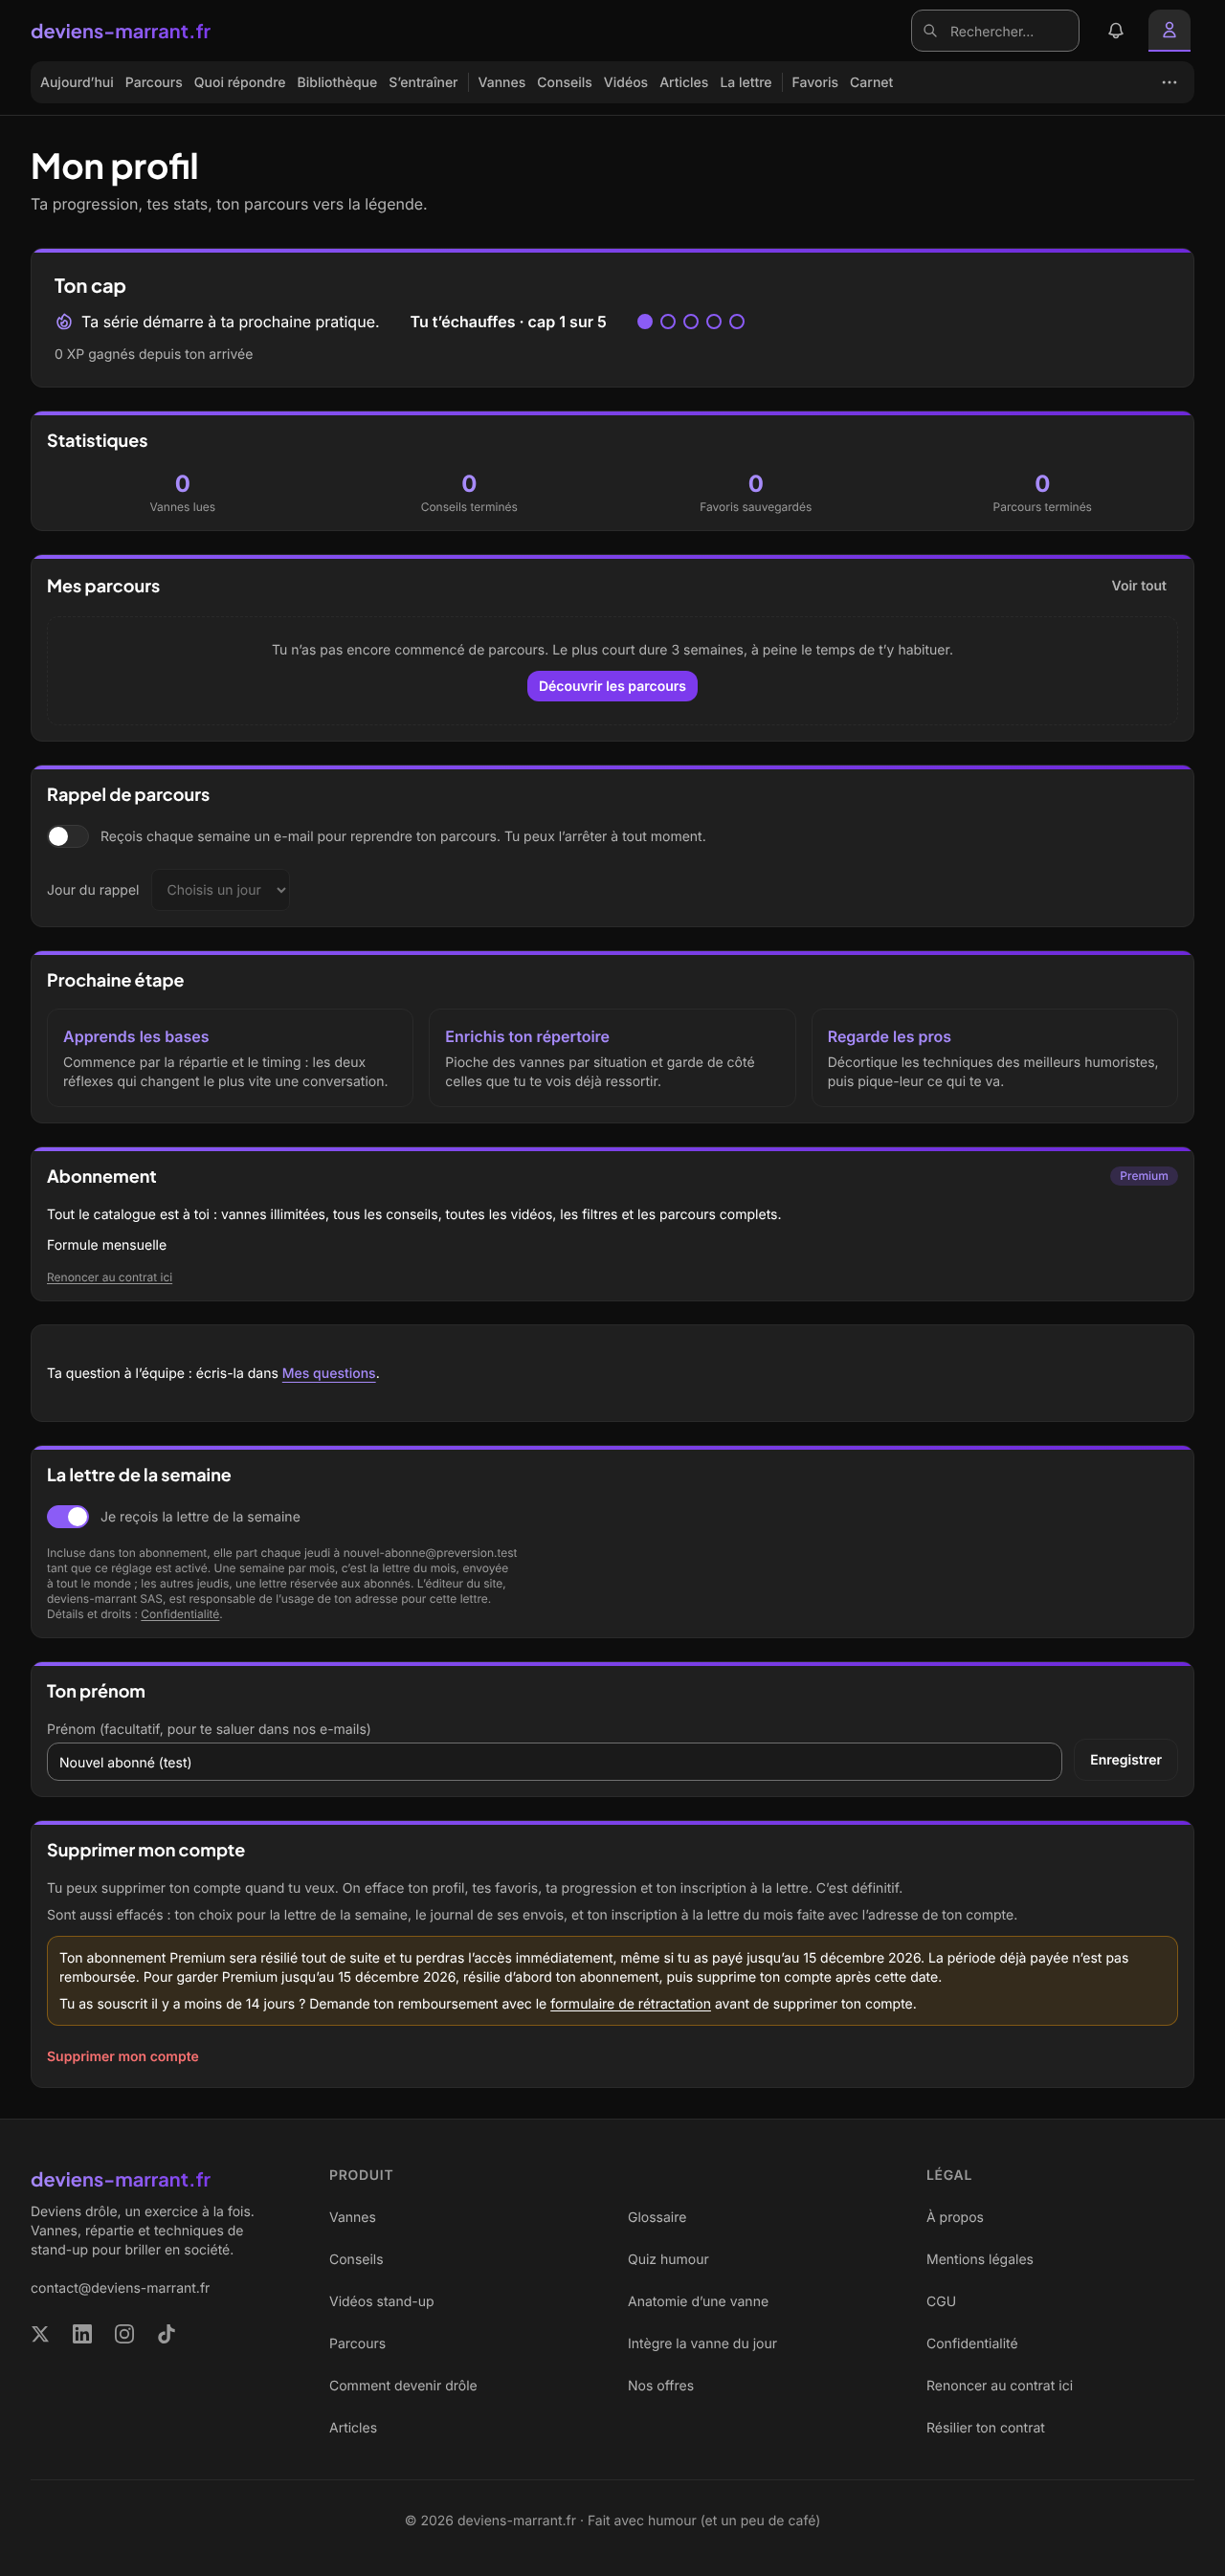 deviens-marrant.fr
Rechercher...
Aujourd’hui Parcours Quoi répondre Bibliothèque S’entraîner Vannes Conseils Vidéos Articles La lettre Favoris Carnet
Mon profil
Ta progression, tes stats, ton parcours vers la légende.
Ton cap
Ta série démarre à ta prochaine pratique. Tu t’échauffes · cap 1 sur 5
0 XP gagnés depuis ton arrivée
Statistiques
0 0 0 0
Vannes lues Conseils terminés Favoris sauvegardés Parcours terminés
Mes parcours Voir tout
Tu n’as pas encore commencé de parcours. Le plus court dure 3 semaines, à peine le temps de t’y habituer.
Découvrir les parcours
Rappel de parcours
Reçois chaque semaine un e-mail pour reprendre ton parcours. Tu peux l’arrêter à tout moment.
Jour du rappel Choisis un jour
Prochaine étape
Apprends les bases
Commence par la répartie et le timing : les deux
réflexes qui changent le plus vite une conversation.
Enrichis ton répertoire
Pioche des vannes par situation et garde de côté
celles que tu te vois déjà ressortir.
Regarde les pros
Décortique les techniques des meilleurs humoristes,
puis pique-leur ce qui te va.
Abonnement Premium
Tout le catalogue est à toi : vannes illimitées, tous les conseils, toutes les vidéos, les filtres et les parcours complets.
Formule mensuelle
Renoncer au contrat ici
Ta question à l’équipe : écris-la dans Mes questions.
La lettre de la semaine
Je reçois la lettre de la semaine
Incluse dans ton abonnement, elle part chaque jeudi à nouvel-abonne@preversion.test
tant que ce réglage est activé. Une semaine par mois, c’est la lettre du mois, envoyée
à tout le monde ; les autres jeudis, une lettre réservée aux abonnés. L’éditeur du site,
deviens-marrant SAS, est responsable de l’usage de ton adresse pour cette lettre.
Détails et droits : Confidentialité.
Ton prénom
Prénom (facultatif, pour te saluer dans nos e-mails)
Nouvel abonné (test) Enregistrer
Supprimer mon compte
Tu peux supprimer ton compte quand tu veux. On efface ton profil, tes favoris, ta progression et ton inscription à la lettre. C’est définitif.
Sont aussi effacés : ton choix pour la lettre de la semaine, le journal de ses envois, et ton inscription à la lettre du mois faite avec l’adresse de ton compte.
Ton abonnement Premium sera résilié tout de suite et tu perdras l’accès immédiatement, même si tu as payé jusqu’au 15 décembre 2026. La période déjà payée n’est pas
remboursée. Pour garder Premium jusqu’au 15 décembre 2026, résilie d’abord ton abonnement, puis supprime ton compte après cette date.
Tu as souscrit il y a moins de 14 jours ? Demande ton remboursement avec le formulaire de rétractation avant de supprimer ton compte.
Supprimer mon compte
deviens-marrant.fr
Deviens drôle, un exercice à la fois.
Vannes, répartie et techniques de
stand-up pour briller en société.
contact@deviens-marrant.fr
PRODUIT
Vannes
Conseils
Vidéos stand-up
Parcours
Comment devenir drôle
Articles
Glossaire
Quiz humour
Anatomie d’une vanne
Intègre la vanne du jour
Nos offres
LÉGAL
À propos
Mentions légales
CGU
Confidentialité
Renoncer au contrat ici
Résilier ton contrat
© 2026 deviens-marrant.fr · Fait avec humour (et un peu de café)